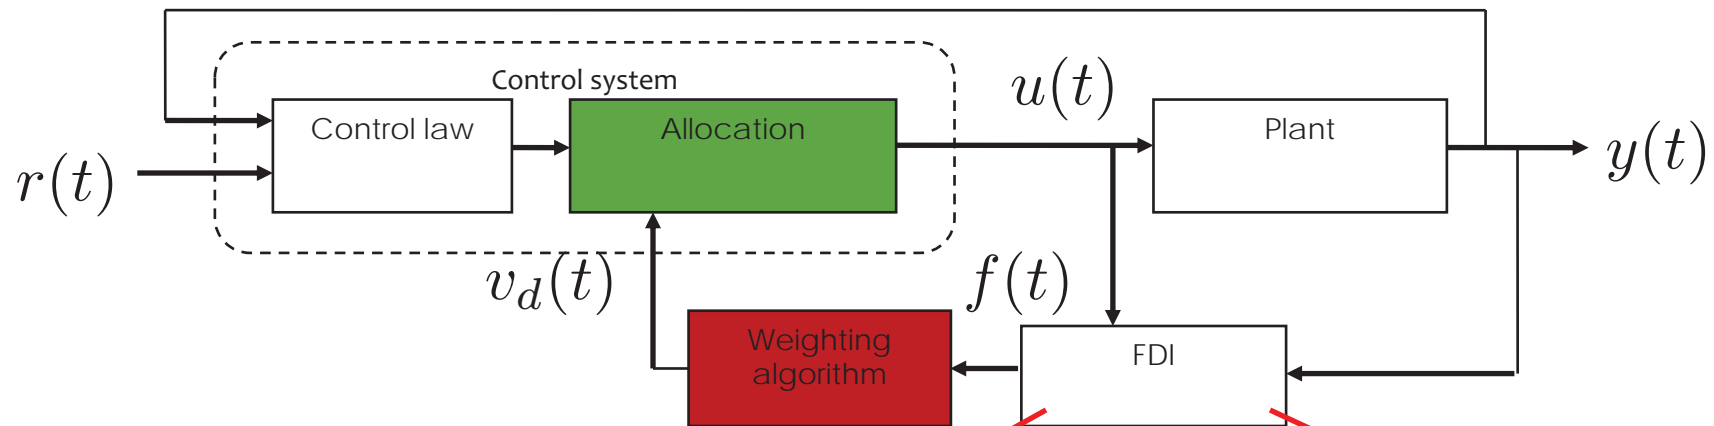 Control system
u(t)
Control law
Allocation
Plant
y(t)
r(t)
v_d(t)
f(t)
Weighting
algorithm
FDI